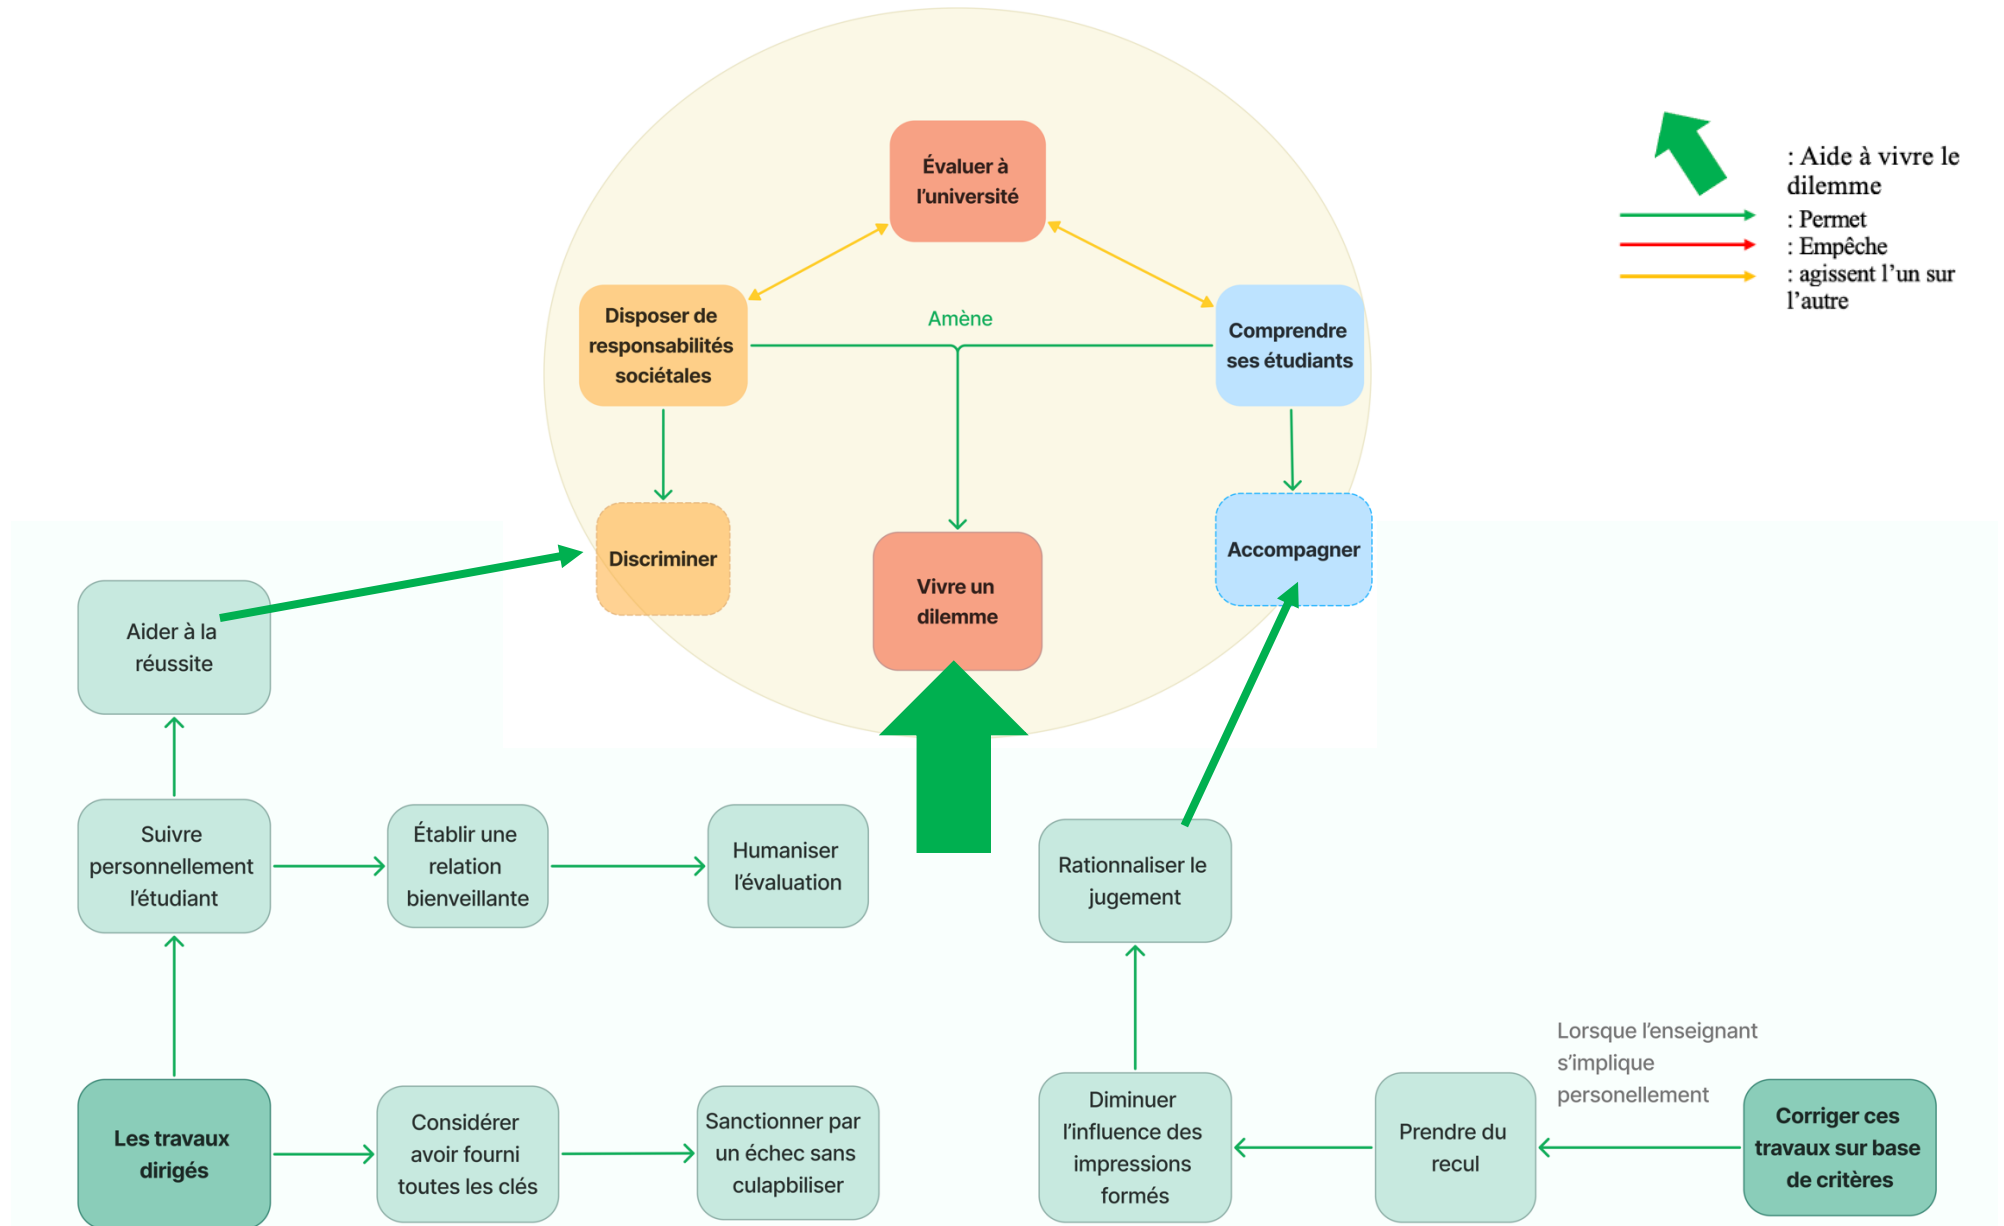 Évaluer à
l'université
: Aide à vivre le
dilemme
: Permet
: Empêche
: agissent l'un sur
l'autre
Disposer de
responsabilités
sociétales
Amène
Comprendre
ses étudiants
Discriminer
Vivre un
dilemme
Accompagner
Aider à la
réussite
Suivre
personnellement
l'étudiant
Établir une
relation
bienveillante
Humaniser
l'évaluation
Rationnaliser le
jugement
Les travaux
dirigés
Considérer
avoir fourni
toutes les clés
Sanctionner par
un échec sans
culapbiliser
Diminuer
l'influence des
impressions
formés
Prendre du
recul
Lorsque l'enseignant
s'implique
personellement
Corriger ces
travaux sur base
de critères